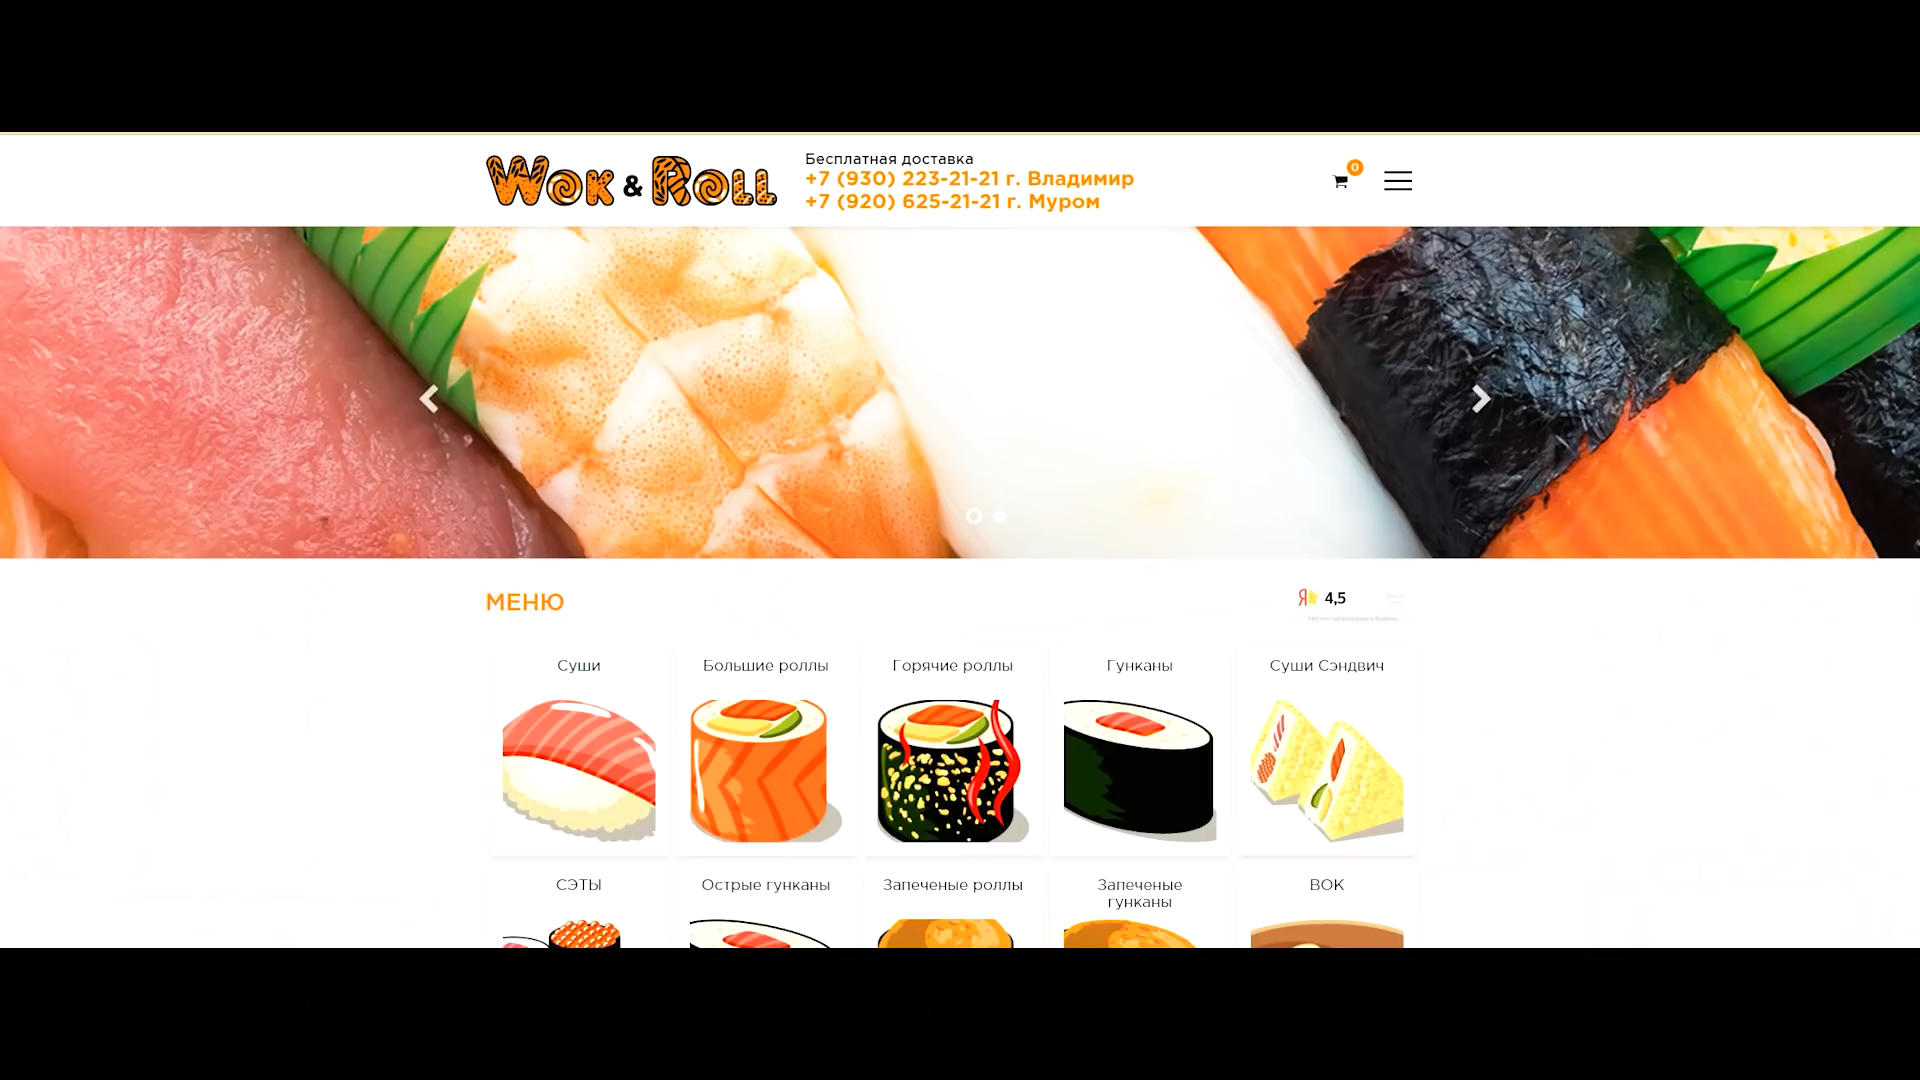 Wok & Roll
Бесплатная доставка
+7 (930) 223-21-21 г. Владимир
+7 (920) 625-21-21 г. Муром
0
МЕНЮ
Я 4,5
Суши
Большие роллы
Горячие роллы
Гунканы
Суши Сэндвич
СЭТЫ
Острые гунканы
Запеченые роллы
Запеченые
гунканы
ВОК